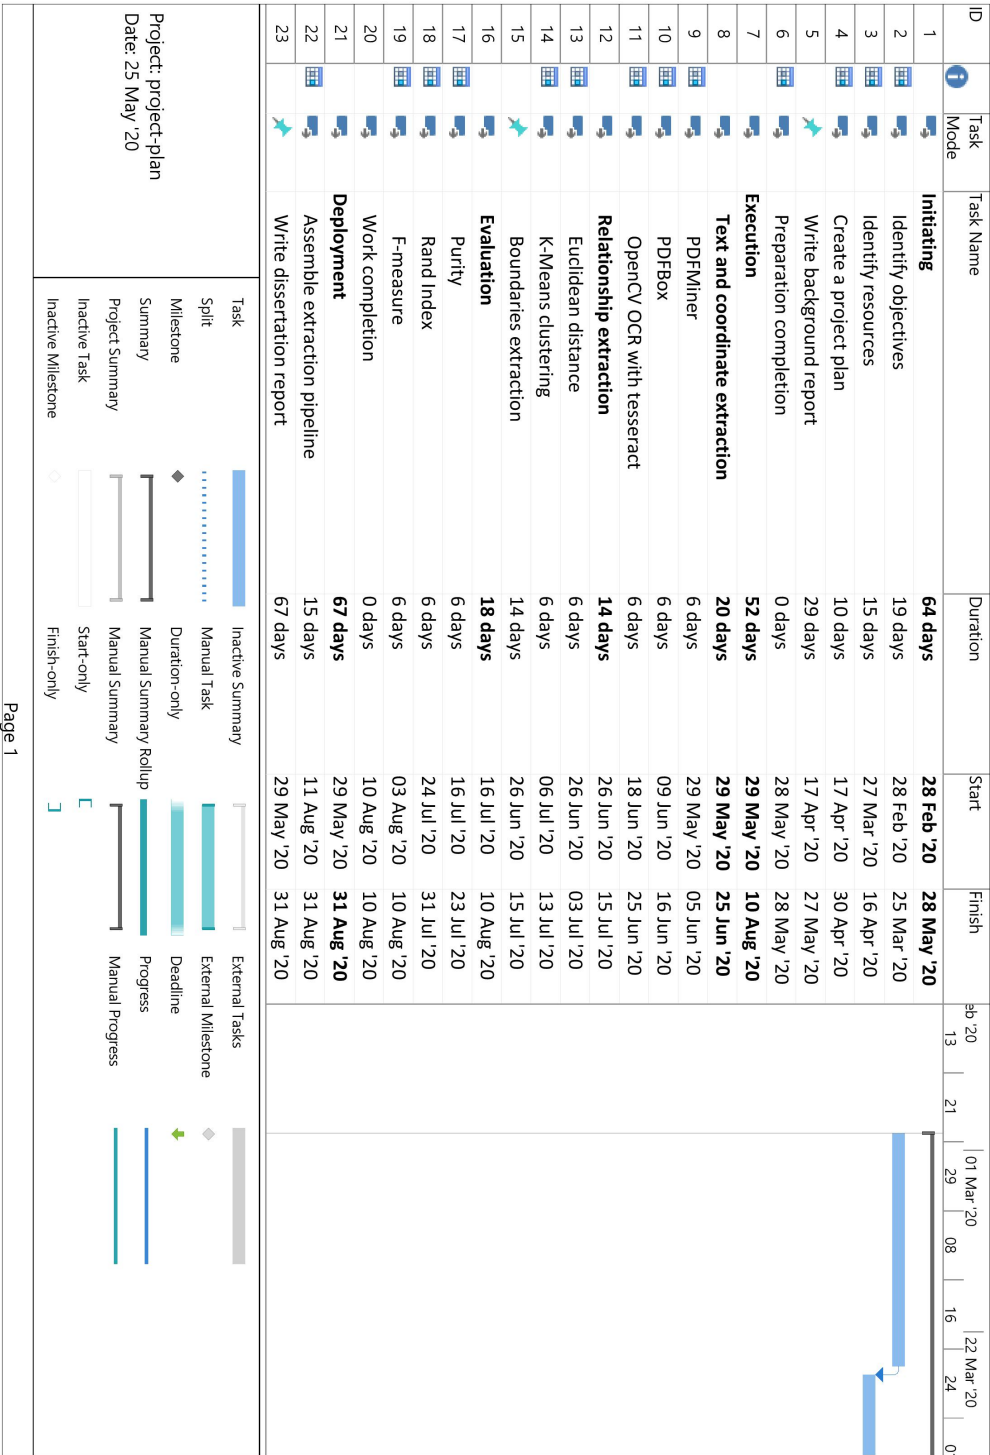 ID Task Mode Task Name Duration Start Finish
1 Initiating 64 days 28 Feb '20 28 May '20
2 Identify objectives 19 days 28 Feb '20 25 Mar '20
3 Identify resources 15 days 27 Mar '20 16 Apr '20
4 Create a project plan 10 days 17 Apr '20 30 Apr '20
5 Write background report 29 days 17 Apr '20 27 May '20
6 Preparation completion 0 days 28 May '20 28 May '20
7 Execution 52 days 29 May '20 10 Aug '20
8 Text and coordinate extraction 20 days 29 May '20 25 Jun '20
9 PDFMiner 6 days 29 May '20 05 Jun '20
10 PDFBox 6 days 09 Jun '20 16 Jun '20
11 OpenCV OCR with tesseract 6 days 18 Jun '20 25 Jun '20
12 Relationship extraction 14 days 26 Jun '20 15 Jul '20
13 Euclidean distance 6 days 26 Jun '20 03 Jul '20
14 K-Means clustering 6 days 06 Jul '20 13 Jul '20
15 Boundaries extraction 14 days 26 Jun '20 15 Jul '20
16 Evaluation 18 days 16 Jul '20 10 Aug '20
17 Purity 6 days 16 Jul '20 23 Jul '20
18 Rand Index 6 days 24 Jul '20 31 Jul '20
19 F-measure 6 days 03 Aug '20 10 Aug '20
20 Work completion 0 days 10 Aug '20 10 Aug '20
21 Deployment 67 days 29 May '20 31 Aug '20
22 Assemble extraction pipeline 15 days 11 Aug '20 31 Aug '20
23 Write dissertation report 67 days 29 May '20 31 Aug '20
eb '20 01 Mar '20 22 Mar '20
13 21 29 08 16 24 0
Project: project-plan
Date: 25 May '20
Task Inactive Summary External Tasks
Split Manual Task External Milestone
Milestone Duration-only Deadline
Summary Manual Summary Rollup Progress
Project Summary Manual Summary Manual Progress
Inactive Task Start-only
Inactive Milestone Finish-only
Page 1